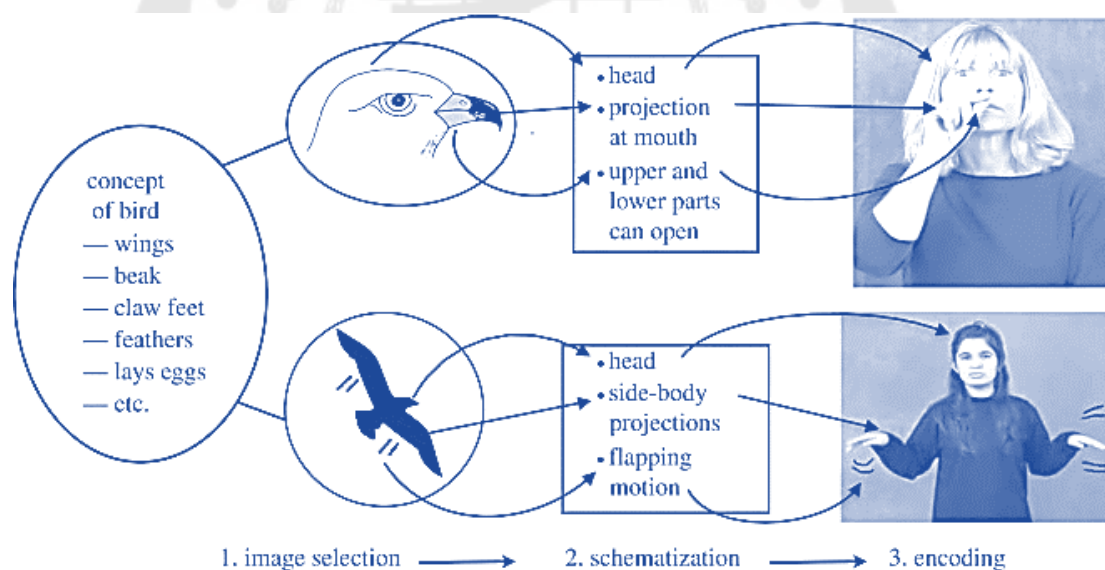 concept
of bird
— wings
— beak
— claw feet
— feathers
— lays eggs
— etc.
• head
• projection
at mouth
• upper and
lower parts
can open
• head
• side-body
projections
• flapping
motion
1. image selection
2. schematization
3. encoding